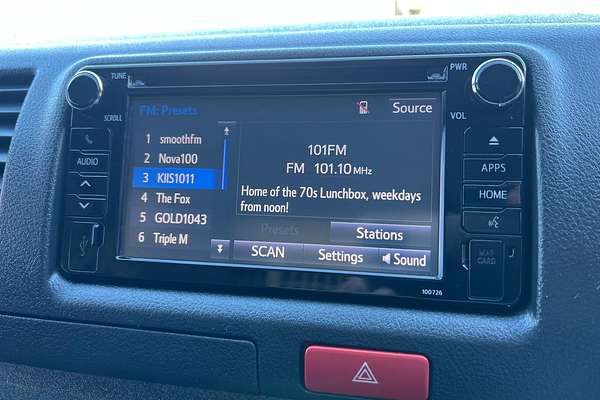 TUNE
SCROLL
AUDIO
FM: Presets
Source
1 smoothfm
2 Nova100
3 KIIS1011
4 The Fox
5 GOLD1043
6 Triple M
101FM
FM 101.10 MHz
Home of the 70s Lunchbox, weekdays
from noon!
Presets
Stations
SCAN
Settings
Sound
PWR
VOL
APPS
HOME
MAP
CARD
100726